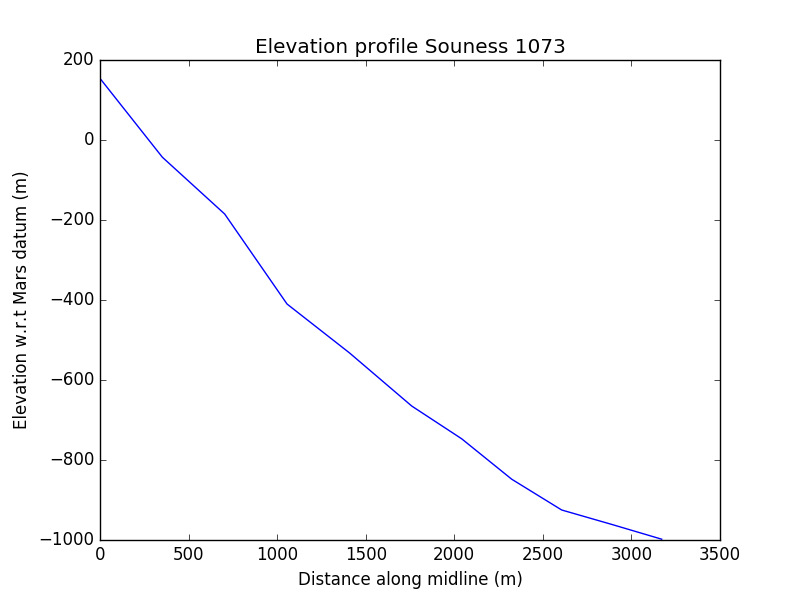 Elevation profile Souness 1073
200
0
−200
−400
−600
−800
−1000
Elevation w.r.t Mars datum (m)
0 500 1000 1500 2000 2500 3000 3500
Distance along midline (m)